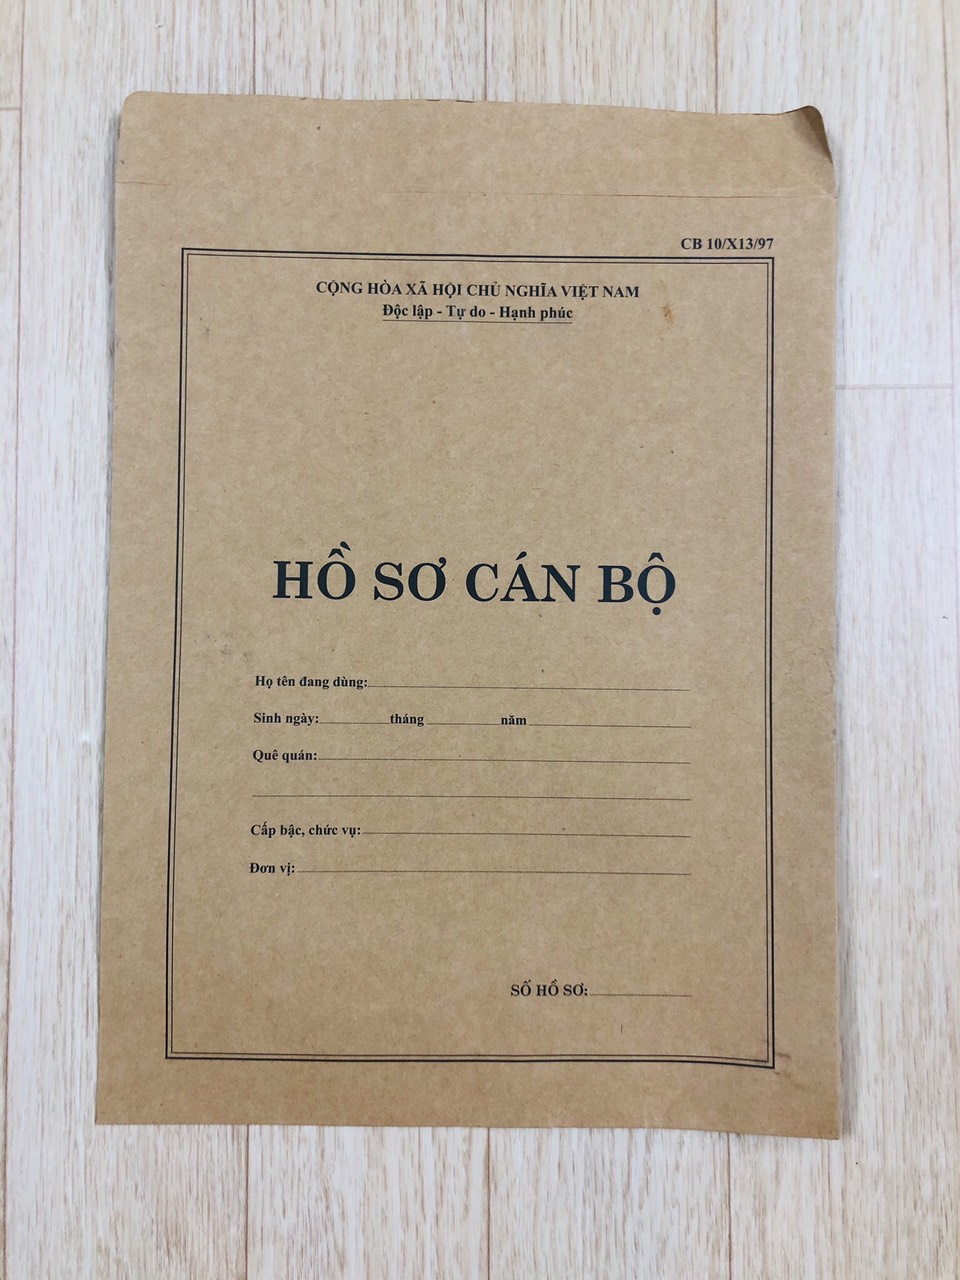 CB 10/X13/97
CỘNG HÒA XÃ HỘI CHỦ NGHĨA VIỆT NAM
Độc lập - Tự do - Hạnh phúc
HỒ SƠ CÁN BỘ
Họ tên đang dùng:
Sinh ngày: tháng năm
Quê quán:
Cấp bậc, chức vụ:
Đơn vị:
SỐ HỒ SƠ: